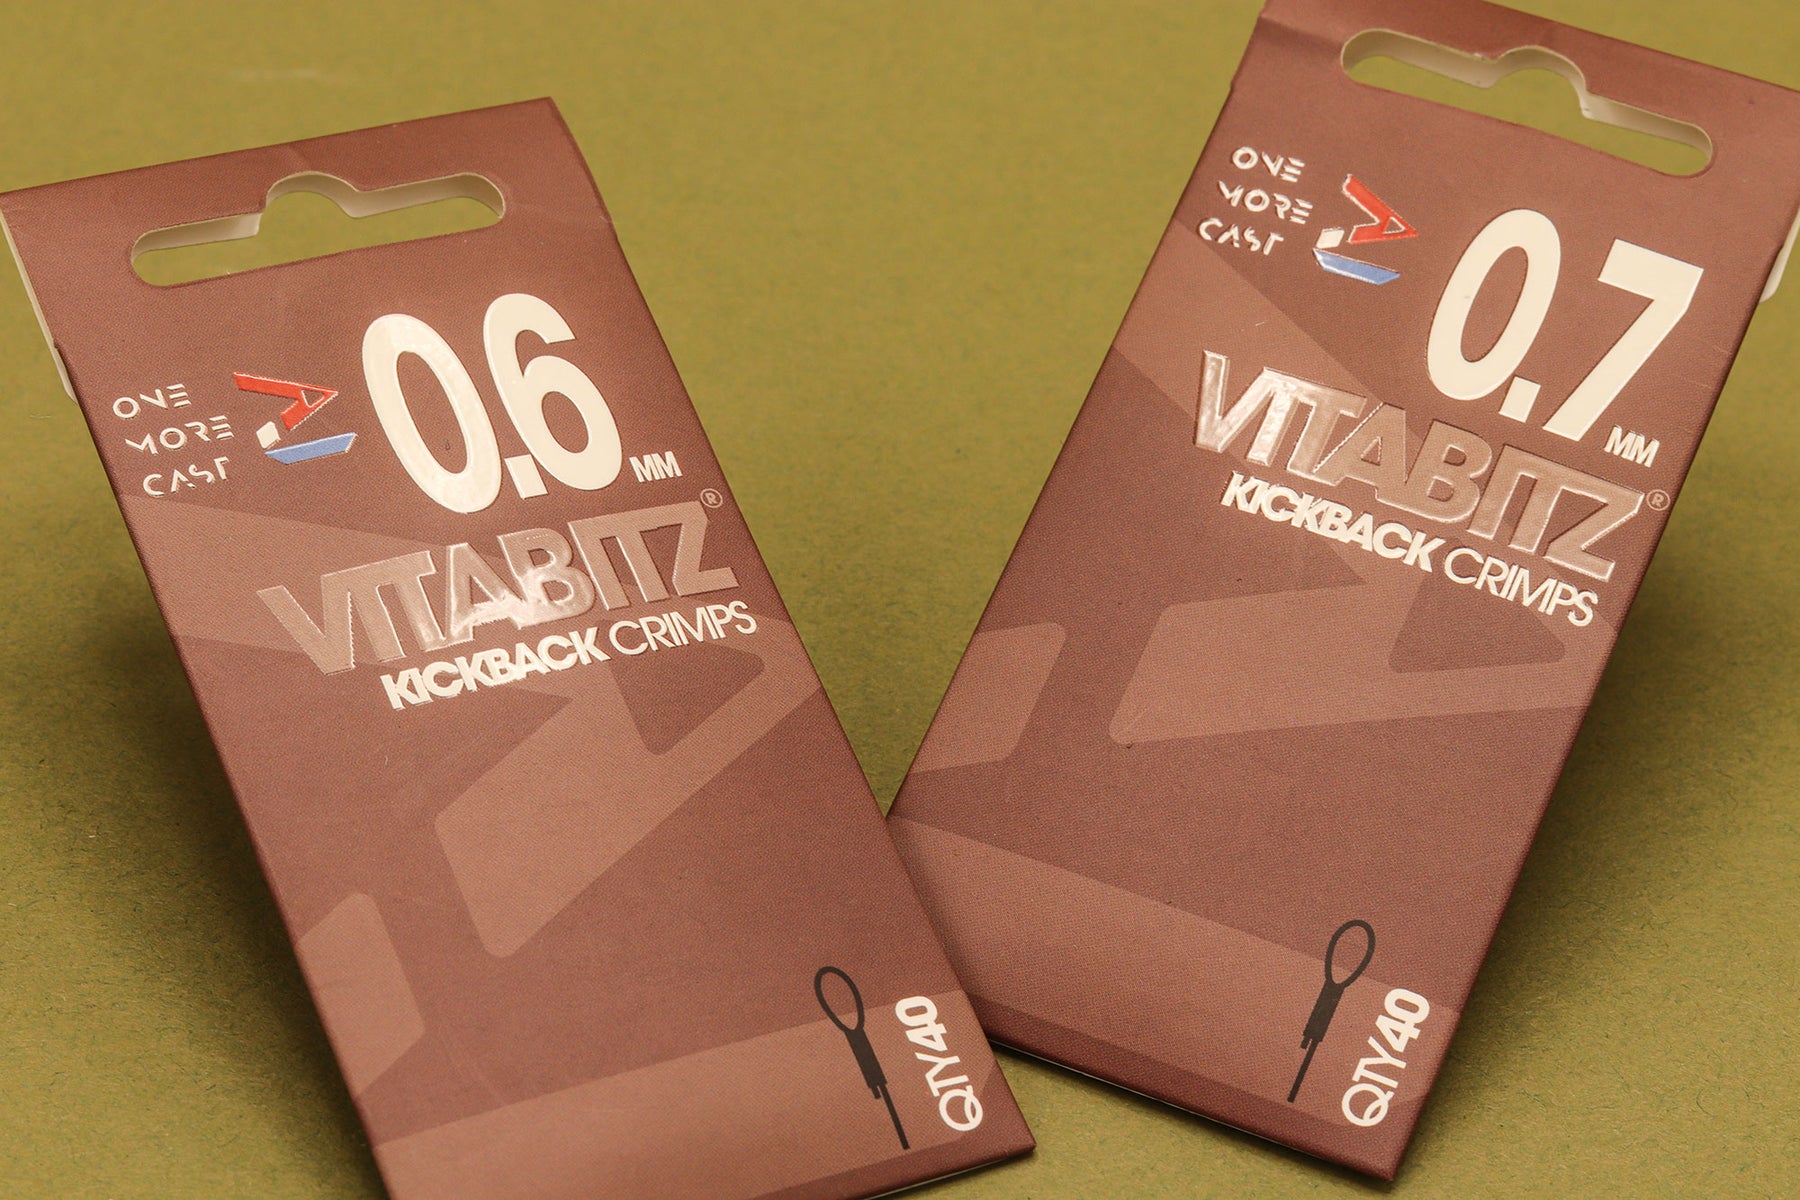 ONE
MORE
CAST
0.6 MM
VITABITZ®
KICKBACK CRIMPS
QTY40
ONE
MORE
CAST
0.7 MM
VITABITZ®
KICKBACK CRIMPS
QTY40